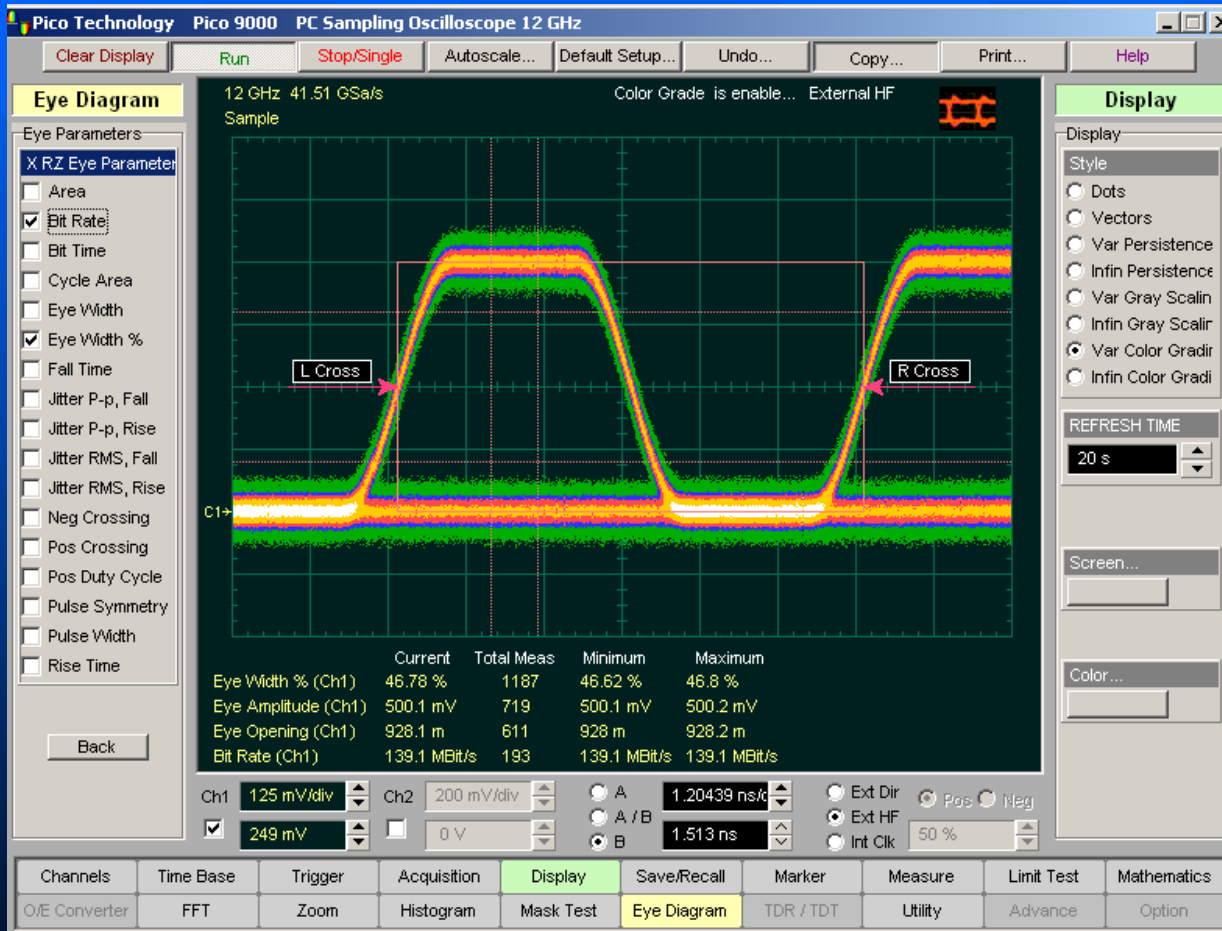 Pico Technology Pico 9000 PC Sampling Oscilloscope 12 GHz
Clear Display Run Stop/Single Autoscale... Default Setup... Undo... Copy... Print... Help
Eye Diagram
Eye Parameters
X RZ Eye Parameter
Area
Bit Rate
Bit Time
Cycle Area
Eye Width
Eye Width %
Fall Time
Jitter P-p, Fall
Jitter P-p, Rise
Jitter RMS, Fall
Jitter RMS, Rise
Neg Crossing
Pos Crossing
Pos Duty Cycle
Pulse Symmetry
Pulse Width
Rise Time
Back
12 GHz 41.51 GSa/s Color Grade is enable... External HF
Sample
L Cross R Cross
C1
Current Total Meas Minimum Maximum
Eye Width % (Ch1) 46.78 % 1187 46.62 % 46.8 %
Eye Amplitude (Ch1) 500.1 mV 719 500.1 mV 500.2 mV
Eye Opening (Ch1) 928.1 m 611 928 m 928.2 m
Bit Rate (Ch1) 139.1 MBit/s 193 139.1 MBit/s 139.1 MBit/s
Display
Display
Style
Dots
Vectors
Var Persistence
Infin Persistence
Var Gray Scalin
Infin Gray Scalin
Var Color Gradin
Infin Color Gradi
REFRESH TIME
20 s
Screen...
Color...
Ch1 125 mV/div Ch2 200 mV/div A 1.20439 ns/d Ext Dir Pos Neg
A / B Ext HF
249 mV 0 V B 1.513 ns Int Clk 50 %
Channels Time Base Trigger Acquisition Display Save/Recall Marker Measure Limit Test Mathematics
O/E Converter FFT Zoom Histogram Mask Test Eye Diagram TDR / TDT Utility Advance Option